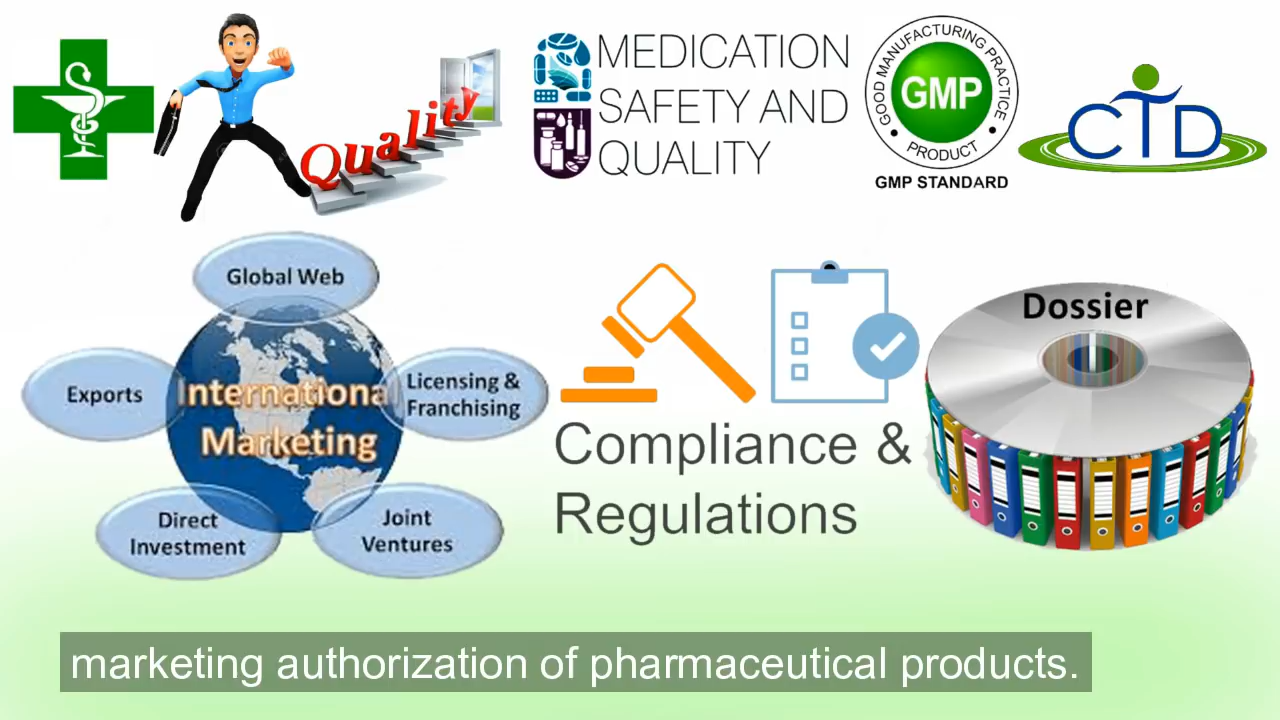 Quality
MEDICATION
SAFETY AND
QUALITY
GOOD MANUFACTURING PRACTICE
GMP
PRODUCT
GMP STANDARD
CTD
Global Web
Exports
International
Marketing
Licensing &
Franchising
Direct
Investment
Joint
Ventures
Compliance &
Regulations
Dossier
marketing authorization of pharmaceutical products.